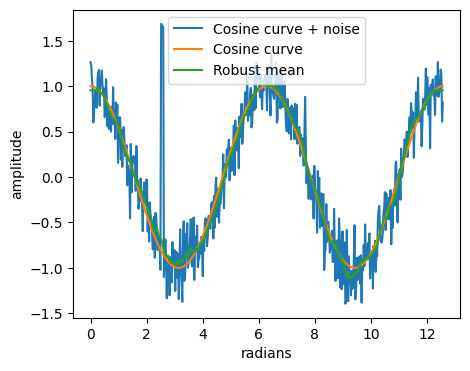 Cosine curve + noise
Cosine curve
Robust mean
amplitude
1.5
1.0
0.5
0.0
−0.5
−1.0
−1.5
0 2 4 6 8 10 12
radians